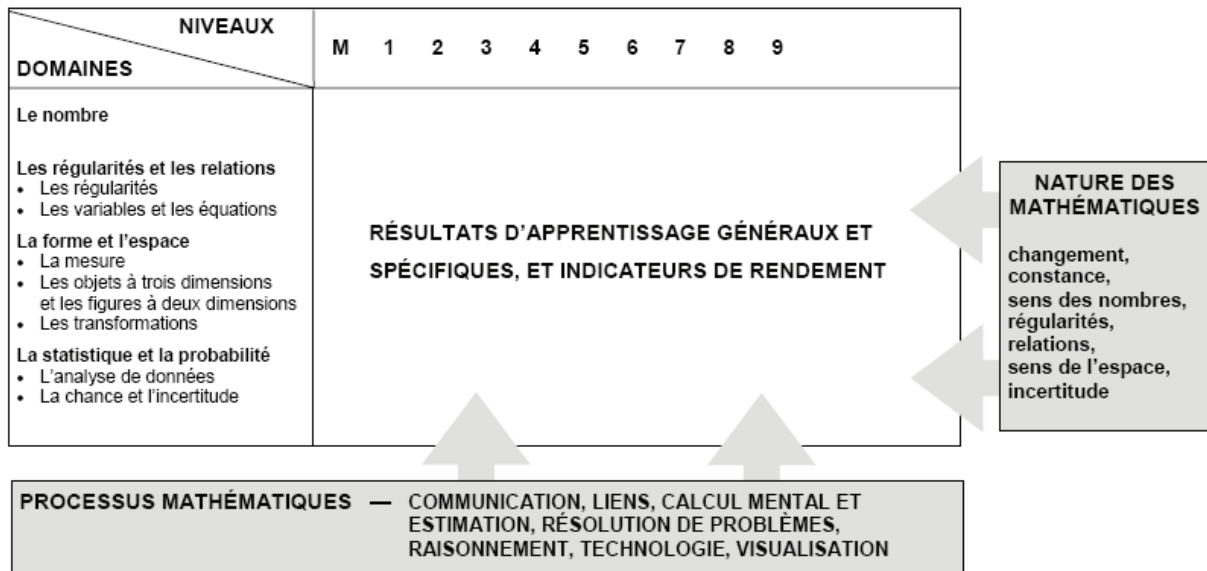 NIVEAUX
DOMAINES
M 1 2 3 4 5 6 7 8 9
Le nombre
Les régularités et les relations
• Les régularités
• Les variables et les équations
La forme et l'espace
• La mesure
• Les objets à trois dimensions
et les figures à deux dimensions
• Les transformations
La statistique et la probabilité
• L'analyse de données
• La chance et l'incertitude
RÉSULTATS D'APPRENTISSAGE GÉNÉRAUX ET
SPÉCIFIQUES, ET INDICATEURS DE RENDEMENT
NATURE DES
MATHÉMATIQUES
changement,
constance,
sens des nombres,
régularités,
relations,
sens de l'espace,
incertitude
PROCESSUS MATHÉMATIQUES — COMMUNICATION, LIENS, CALCUL MENTAL ET
ESTIMATION, RÉSOLUTION DE PROBLÈMES,
RAISONNEMENT, TECHNOLOGIE, VISUALISATION